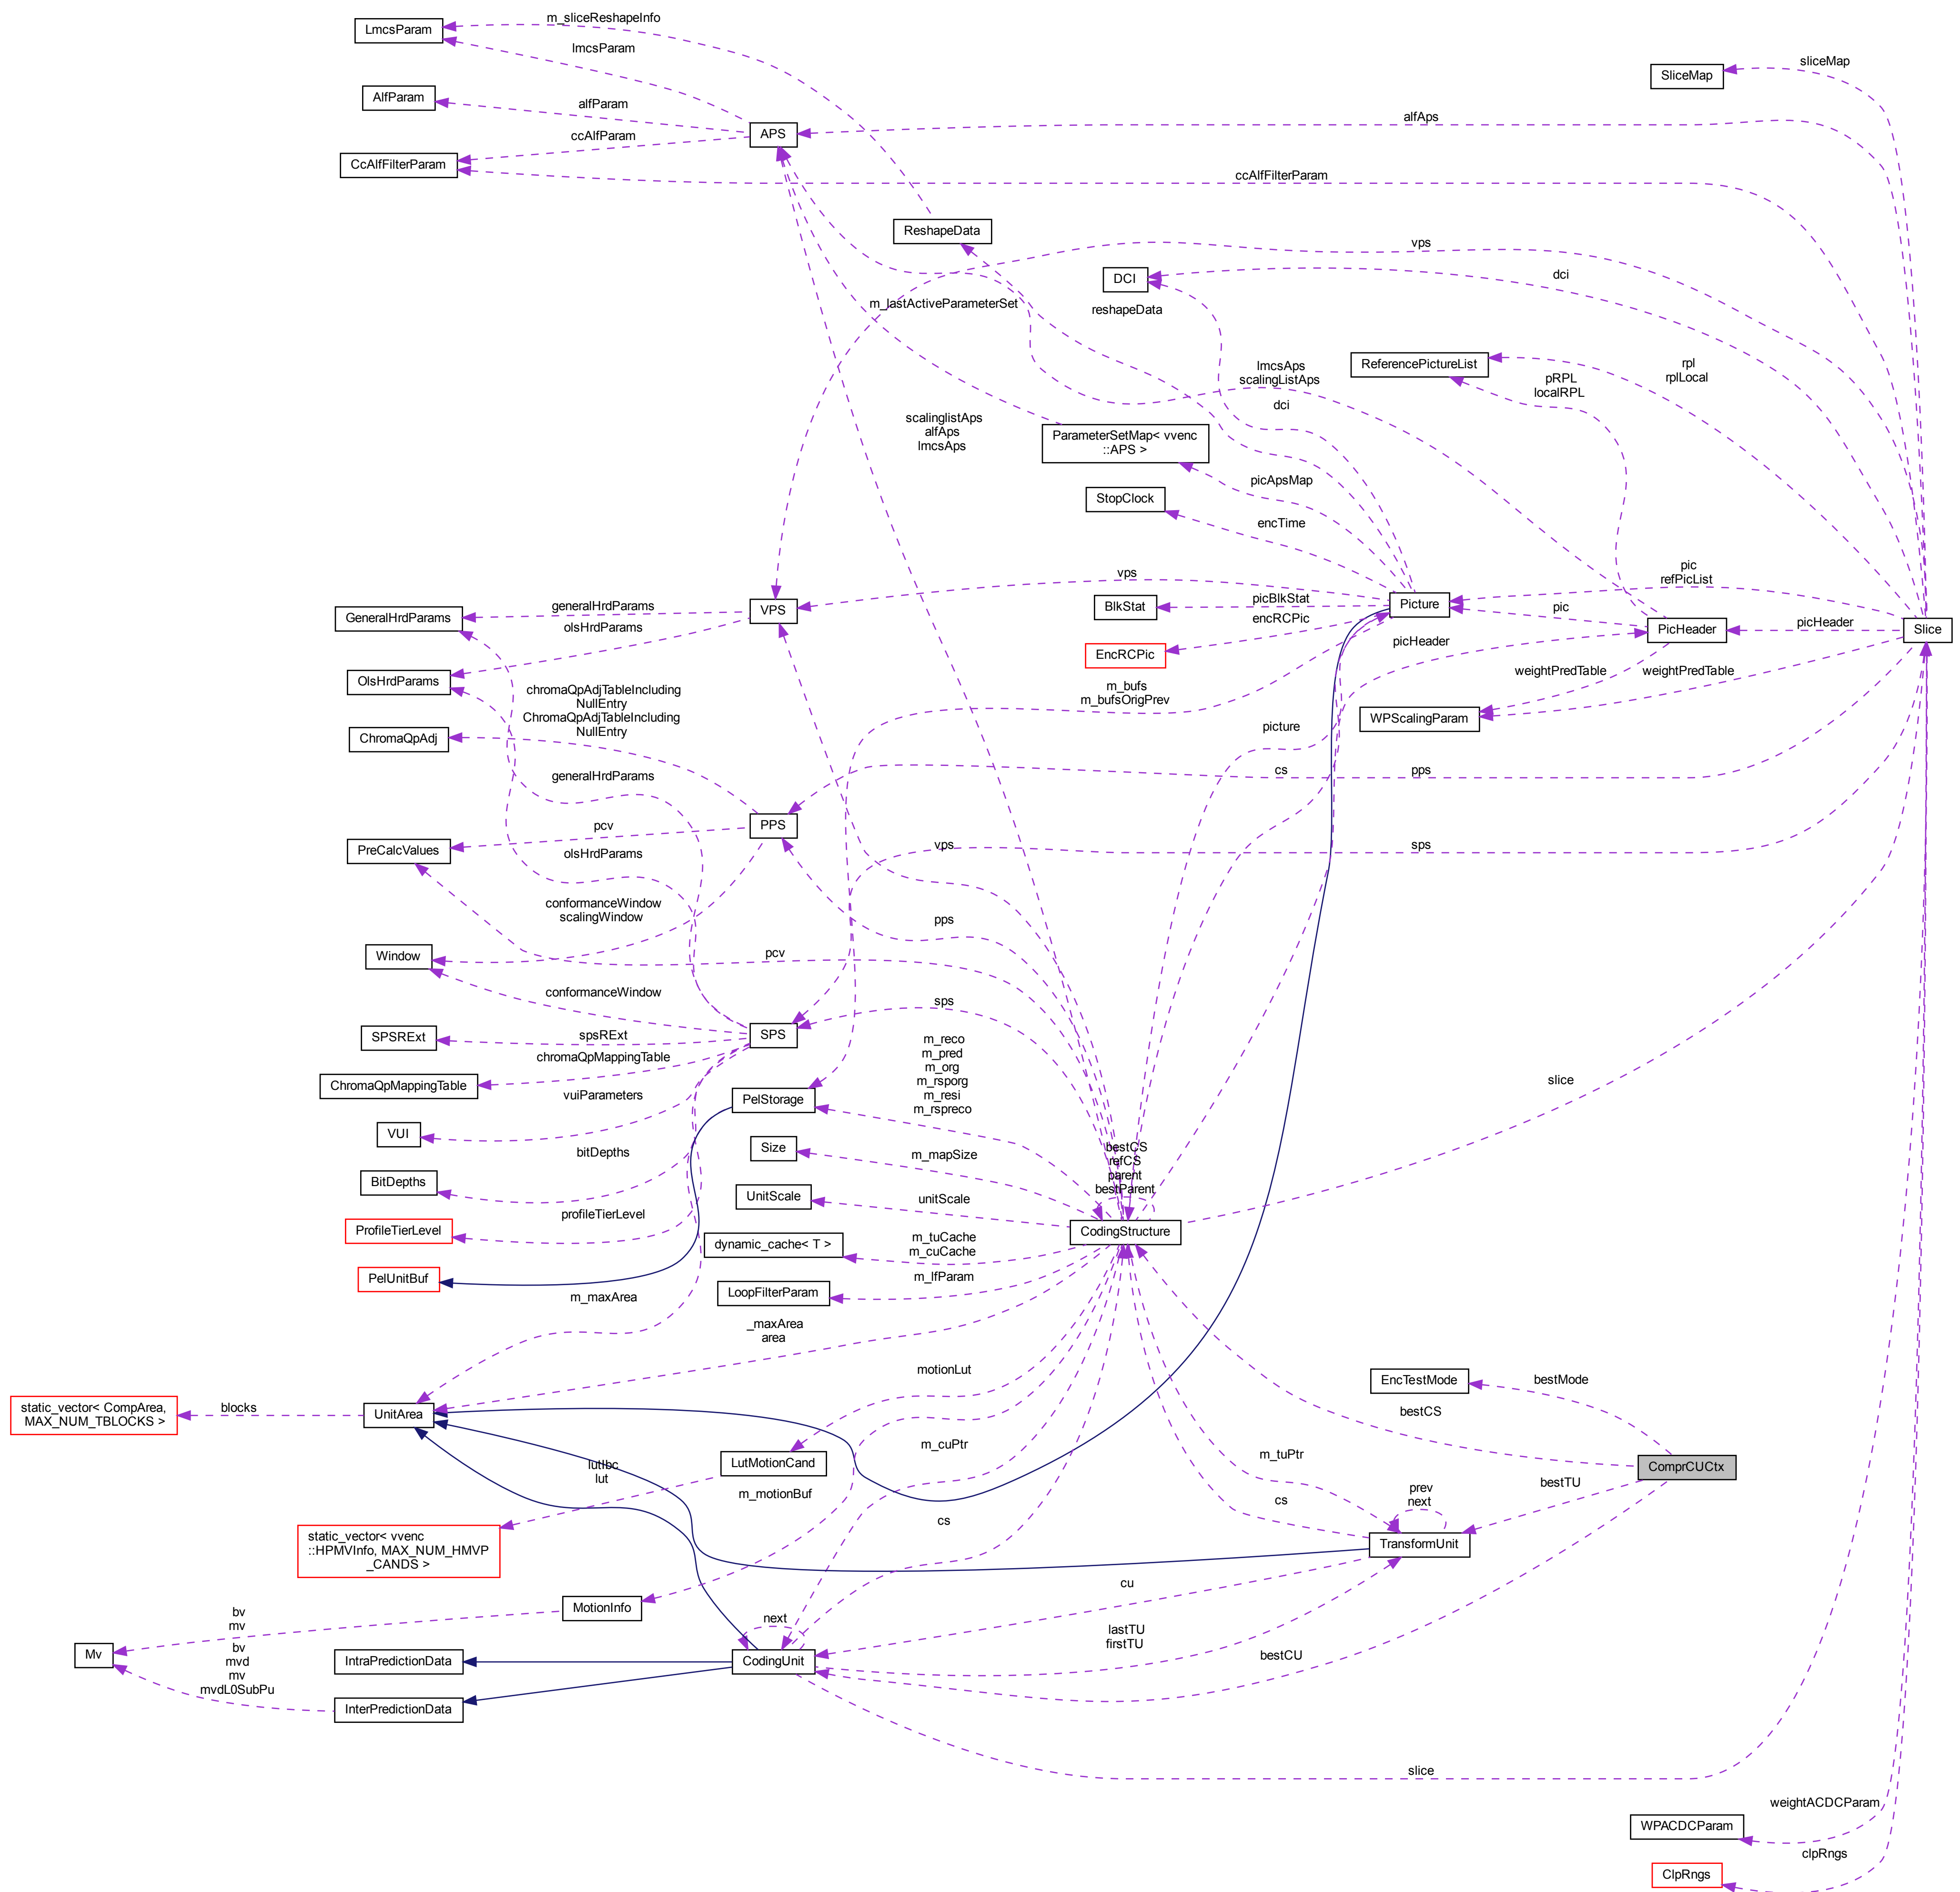 m_sliceReshapeInfo
LmcsParam
lmcsParam
sliceMap
SliceMap
AlfParam
alfParam
alfAps
APS
ccAlfParam
CcAlfFilterParam
ccAlfFilterParam
ReshapeData
vps
DCI
dci
m_lastActiveParameterSet
reshapeData
ReferencePictureList
rpl
rplLocal
lmcsAps
scalingListAps
pRPL
localRPL
dci
scalinglistAps
alfAps
lmcsAps
ParameterSetMap< vvenc
::APS >
picApsMap
StopClock
encTime
pic
refPicList
vps
VPS
generalHrdParams
GeneralHrdParams
olsHrdParams
BlkStat
picBlkStat
Picture
pic
encRCPic
PicHeader
picHeader
Slice
EncRCPic
picHeader
OlsHrdParams
weightPredTable
weightPredTable
m_bufs
m_bufsOrigPrev
chromaQpAdjTableIncluding
NullEntry
ChromaQpAdjTableIncluding
NullEntry
WPScalingParam
picture
ChromaQpAdj
generalHrdParams
cs
pps
PPS
pcv
PreCalcValues
olsHrdParams
vps
sps
conformanceWindow
scalingWindow
pps
Window
pcv
conformanceWindow
sps
SPS
SPSRExt
spsRExt
m_reco
m_pred
m_org
m_rsporg
m_resi
m_rspreco
chromaQpMappingTable
ChromaQpMappingTable
vuiParameters
PelStorage
slice
VUI
Size
m_mapSize
bestCS
refCS
parent
bestParent
bitDepths
BitDepths
UnitScale
unitScale
profileTierLevel
ProfileTierLevel
CodingStructure
dynamic_cache< T >
m_tuCache
m_cuCache
PelUnitBuf
m_lfParam
LoopFilterParam
m_maxArea
_maxArea
area
motionLut
EncTestMode
bestMode
static_vector< CompArea,
MAX_NUM_TBLOCKS >
blocks
UnitArea
bestCS
m_cuPtr
m_tuPtr
lutIbc
lut
LutMotionCand
ComprCUCtx
m_motionBuf
bestTU
prev
next
cs
cs
static_vector< vvenc
::HPMVInfo, MAX_NUM_HMVP
_CANDS >
TransformUnit
cu
MotionInfo
bv
mv
next
lastTU
firstTU
Mv
bv
mvd
mv
mvdL0SubPu
IntraPredictionData
CodingUnit
bestCU
InterPredictionData
slice
weightACDCParam
WPACDCParam
clpRngs
ClpRngs